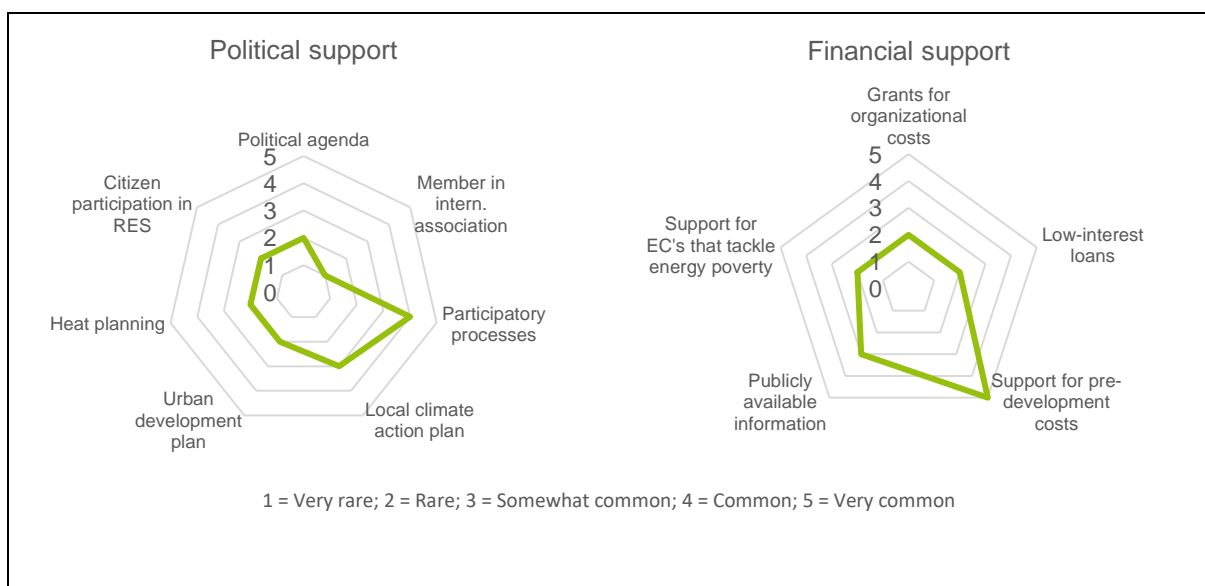 Political support
Political agenda
5
4
3
2
1
0
Member in
intern.
association
Participatory
processes
Local climate
action plan
Urban
development
plan
Heat planning
Citizen
participation in
RES
Financial support
Grants for
organizational
costs
5
4
3
2
1
0
Low-interest
loans
Support for pre-
development
costs
Publicly
available
information
Support for
EC's that tackle
energy poverty
1 = Very rare; 2 = Rare; 3 = Somewhat common; 4 = Common; 5 = Very common